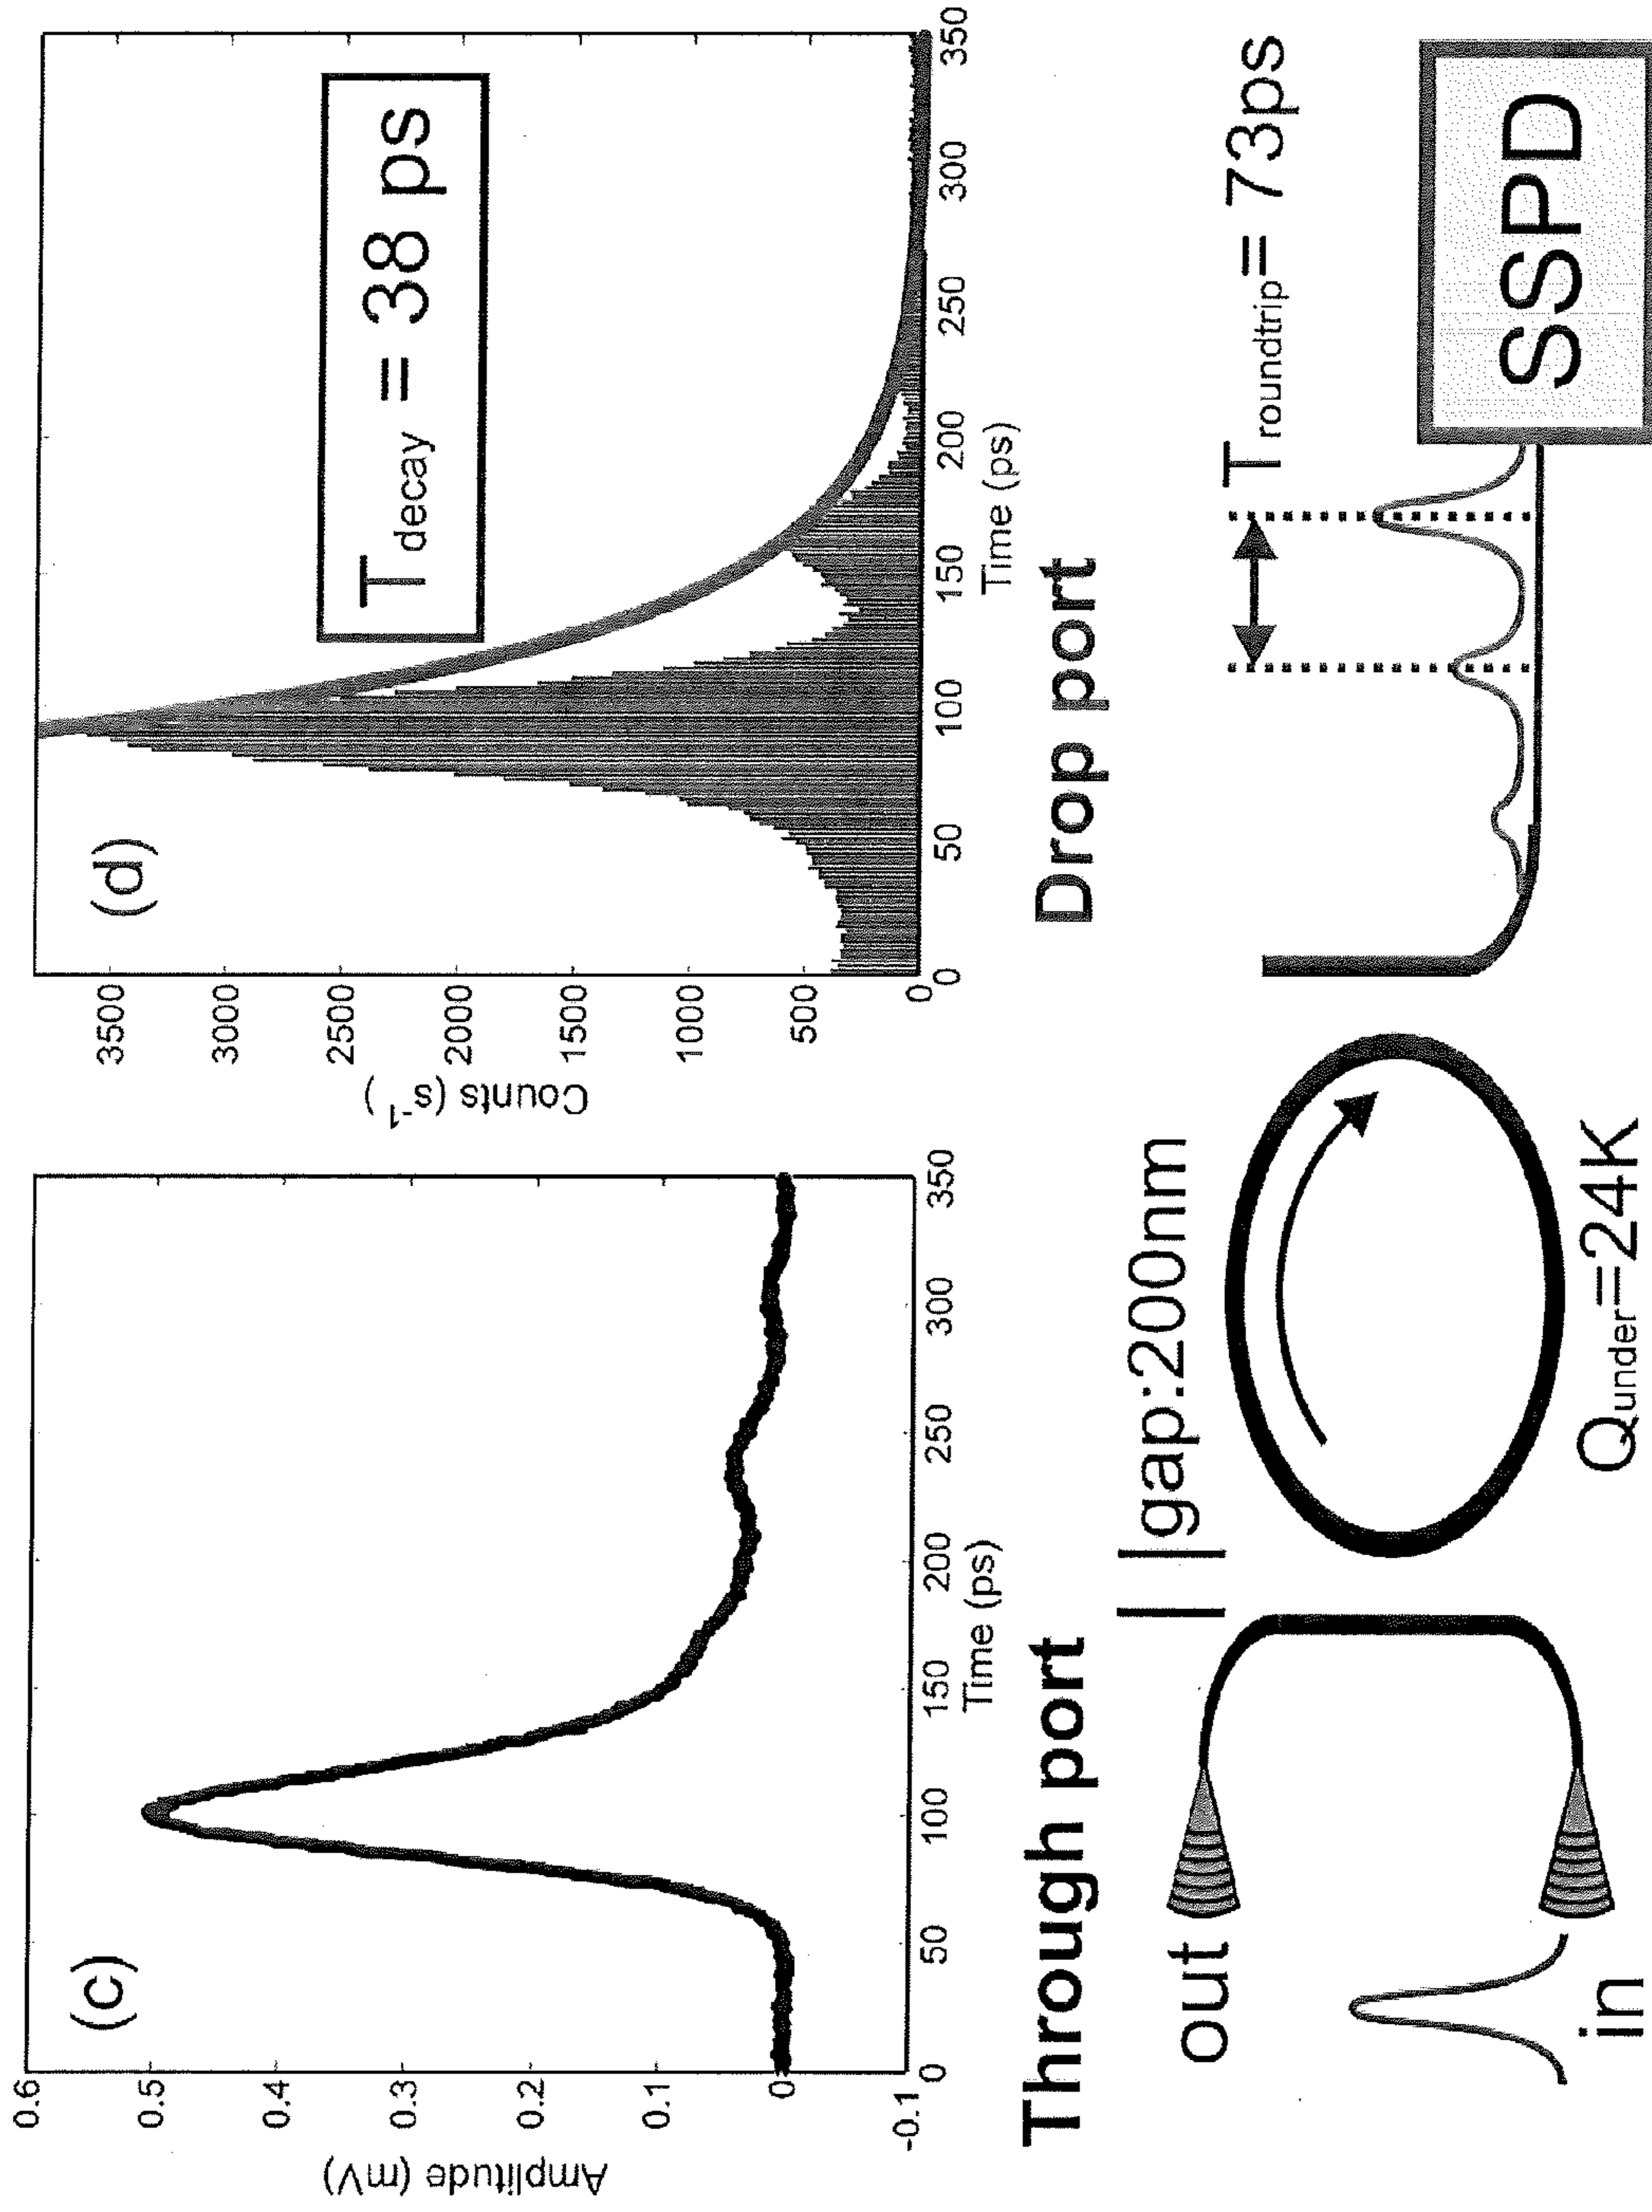 (c)
0.6
0.5
0.4
0.3
0.2
0.1
0
-0.1
Amplitude (mV)
0 50 100 150 200 250 300 350
Time (ps)
(d)
T decay = 38 ps
3500
3000
2500
2000
1500
1000
500
0
Counts (s-1)
0 50 100 150 200 250 300 350
Time (ps)
Through port
Drop port
out
in
gap:200nm
Qunder=24K
Troundtrip= 73ps
SSPD